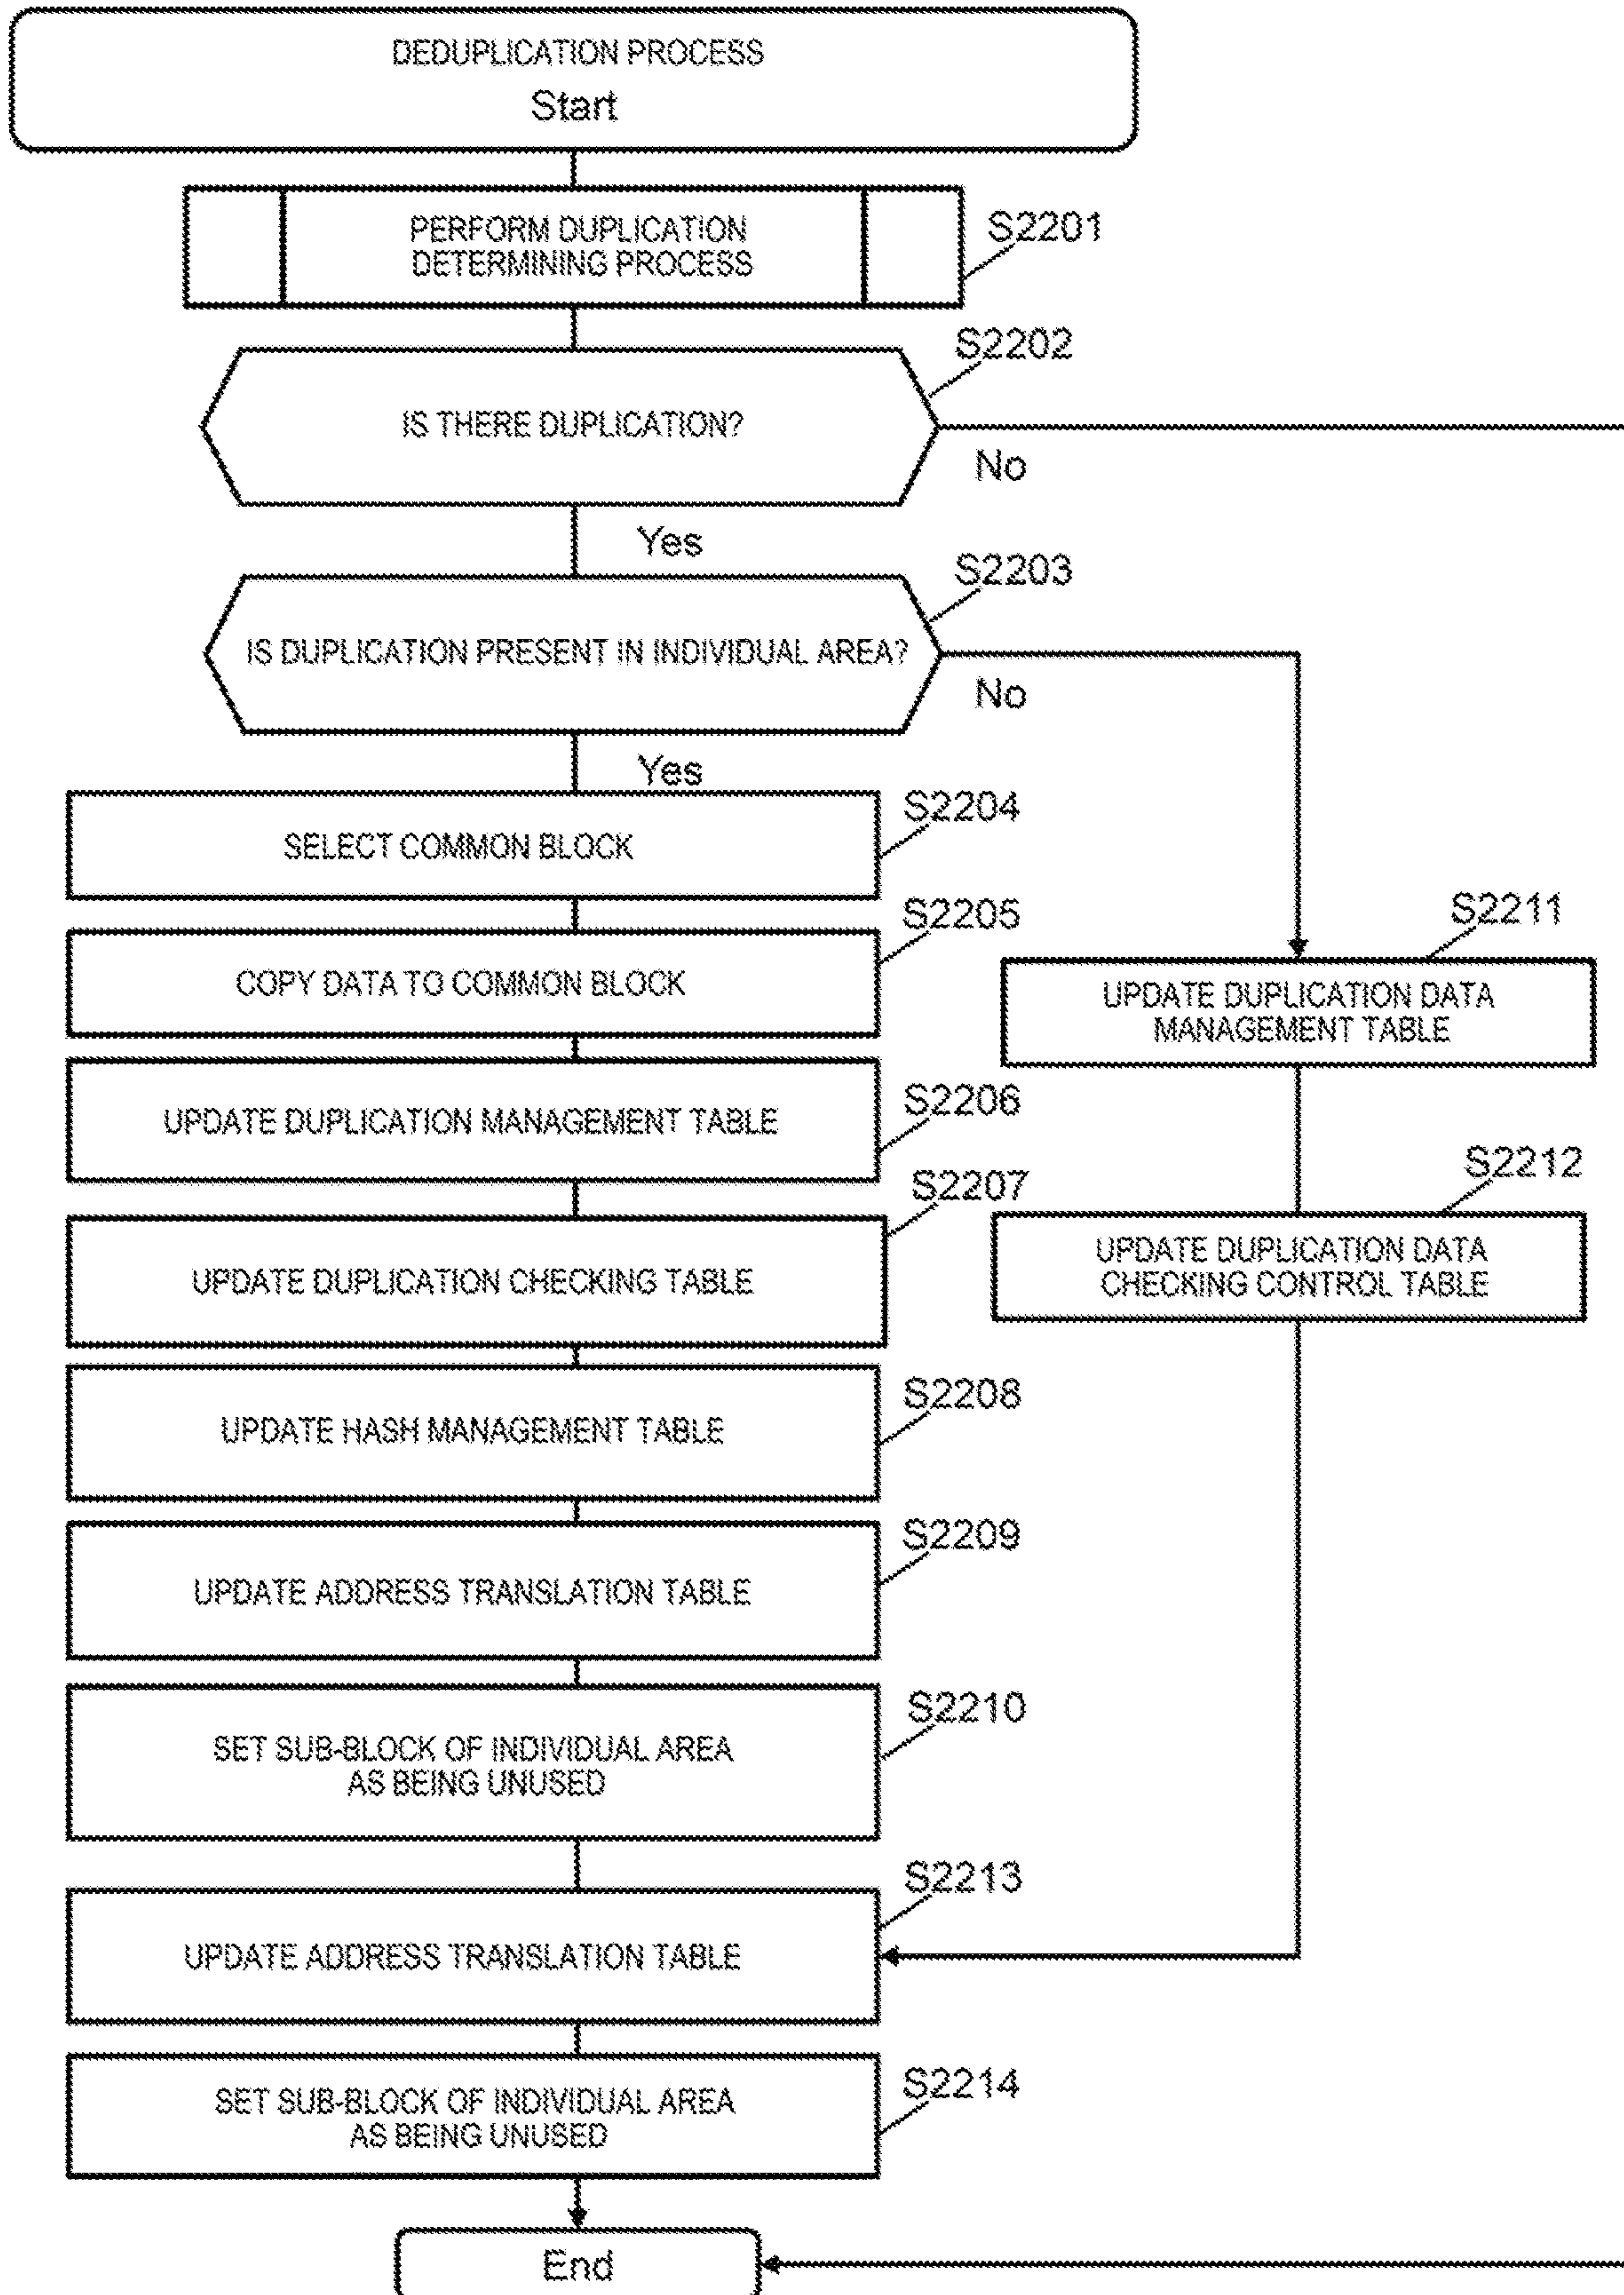 DEDUPLICATION PROCESS
Start
PERFORM DUPLICATION
DETERMINING PROCESS
S2201
S2202
IS THERE DUPLICATION?
No
Yes
S2203
IS DUPLICATION PRESENT IN INDIVIDUAL AREA?
No
Yes
S2204
SELECT COMMON BLOCK
S2205
COPY DATA TO COMMON BLOCK
S2211
UPDATE DUPLICATION DATA
MANAGEMENT TABLE
S2206
UPDATE DUPLICATION MANAGEMENT TABLE
S2212
UPDATE DUPLICATION DATA
CHECKING CONTROL TABLE
S2207
UPDATE DUPLICATION CHECKING TABLE
S2208
UPDATE HASH MANAGEMENT TABLE
S2209
UPDATE ADDRESS TRANSLATION TABLE
S2210
SET SUB-BLOCK OF INDIVIDUAL AREA
AS BEING UNUSED
S2213
UPDATE ADDRESS TRANSLATION TABLE
S2214
SET SUB-BLOCK OF INDIVIDUAL AREA
AS BEING UNUSED
End